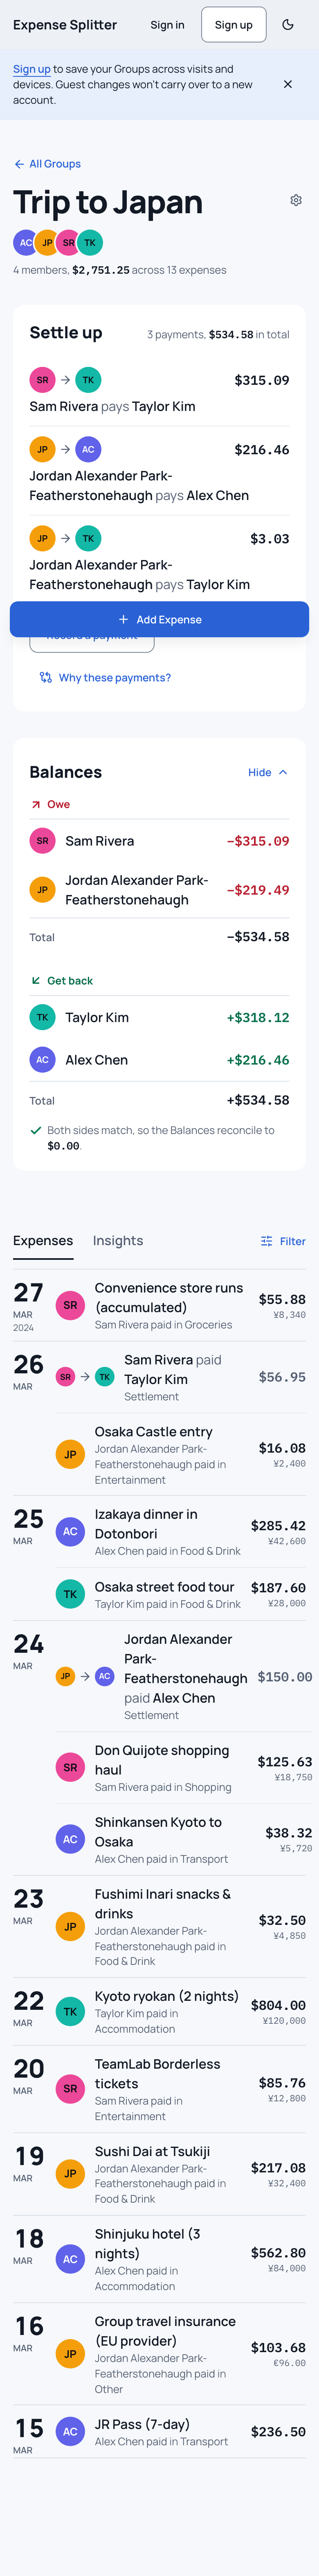 Expense Splitter
Sign in
Sign up
Sign up to save your Groups across visits and
devices. Guest changes won't carry over to a new
account.
All Groups
Trip to Japan
AC
JP
SR
TK
4 members, $2,751.25 across 13 expenses
Settle up
3 payments, $534.58 in total
SR
TK
$315.09
Sam Rivera pays Taylor Kim
JP
AC
$216.46
Jordan Alexander Park-
Featherstonehaugh pays Alex Chen
JP
TK
$3.03
Jordan Alexander Park-
Featherstonehaugh pays Taylor Kim
Add Expense
Why these payments?
Balances
Hide
Owe
SR
Sam Rivera
−$315.09
JP
Jordan Alexander Park-
Featherstonehaugh
−$219.49
Total
−$534.58
Get back
TK
Taylor Kim
+$318.12
AC
Alex Chen
+$216.46
Total
+$534.58
Both sides match, so the Balances reconcile to
$0.00.
Expenses
Insights
Filter
27
MAR
2024
SR
Convenience store runs
(accumulated)
Sam Rivera paid in Groceries
$55.88
¥8,340
26
MAR
SR
TK
Sam Rivera paid
Taylor Kim
Settlement
$56.95
JP
Osaka Castle entry
Jordan Alexander Park-
Featherstonehaugh paid in
Entertainment
$16.08
¥2,400
25
MAR
AC
Izakaya dinner in
Dotonbori
Alex Chen paid in Food & Drink
$285.42
¥42,600
TK
Osaka street food tour
Taylor Kim paid in Food & Drink
$187.60
¥28,000
24
MAR
JP
AC
Jordan Alexander
Park-
Featherstonehaugh
paid Alex Chen
Settlement
$150.00
SR
Don Quijote shopping
haul
Sam Rivera paid in Shopping
$125.63
¥18,750
AC
Shinkansen Kyoto to
Osaka
Alex Chen paid in Transport
$38.32
¥5,720
23
MAR
JP
Fushimi Inari snacks &
drinks
Jordan Alexander Park-
Featherstonehaugh paid in
Food & Drink
$32.50
¥4,850
22
MAR
TK
Kyoto ryokan (2 nights)
Taylor Kim paid in
Accommodation
$804.00
¥120,000
20
MAR
SR
TeamLab Borderless
tickets
Sam Rivera paid in
Entertainment
$85.76
¥12,800
19
MAR
JP
Sushi Dai at Tsukiji
Jordan Alexander Park-
Featherstonehaugh paid in
Food & Drink
$217.08
¥32,400
18
MAR
AC
Shinjuku hotel (3
nights)
Alex Chen paid in
Accommodation
$562.80
¥84,000
16
MAR
JP
Group travel insurance
(EU provider)
Jordan Alexander Park-
Featherstonehaugh paid in
Other
$103.68
€96.00
15
MAR
AC
JR Pass (7-day)
Alex Chen paid in Transport
$236.50